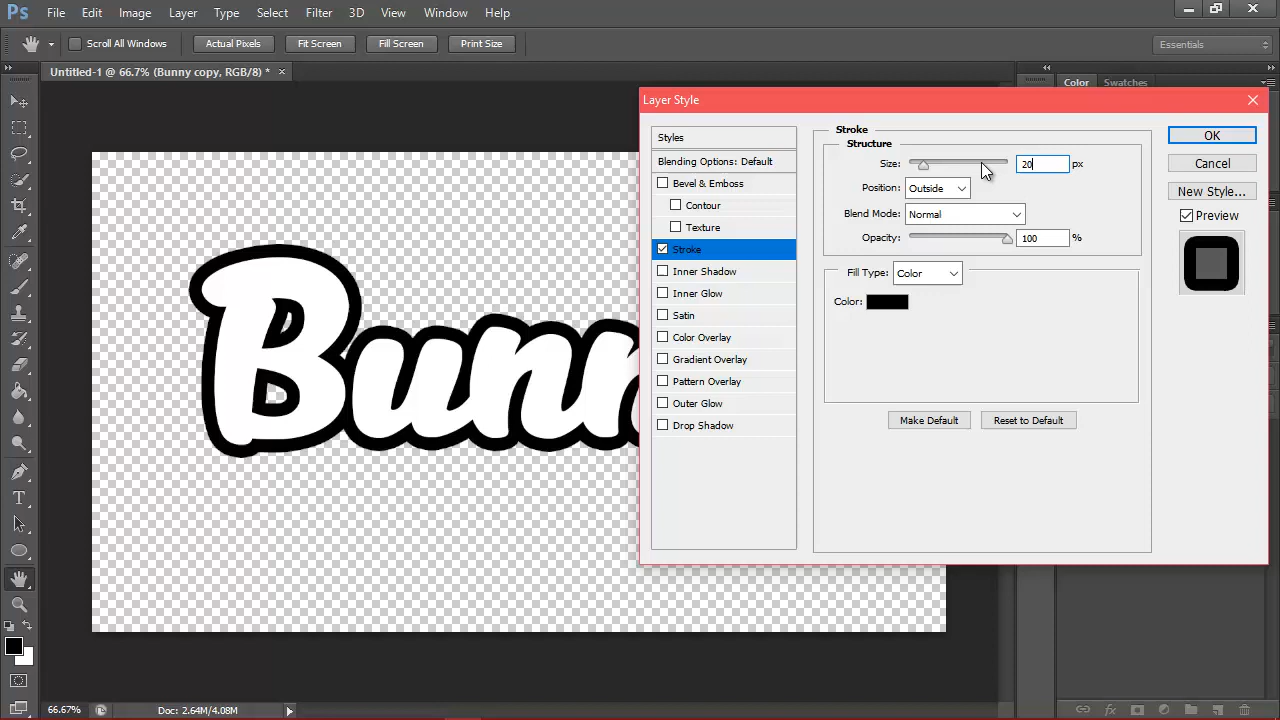 Ps File Edit Image Layer Type Select Filter 3D View Window Help
Scroll All Windows Actual Pixels Fit Screen Fill Screen Print Size Essentials
Untitled-1 @ 66.7% (Bunny copy, RGB/8) * ×
Color Swatches
Layer Style
Styles
Blending Options: Default
Bevel & Emboss
Contour
Texture
Stroke
Inner Shadow
Inner Glow
Satin
Color Overlay
Gradient Overlay
Pattern Overlay
Outer Glow
Drop Shadow
Stroke
Structure
Size: 20 px
Position: Outside
Blend Mode: Normal
Opacity: 100 %
Fill Type: Color
Color:
Make Default Reset to Default
OK
Cancel
New Style...
Preview
Bunn
66.67% Doc: 2.64M/4.08M